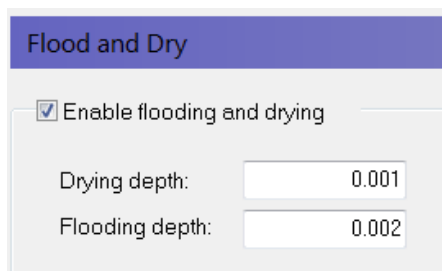 Flood and Dry
Enable flooding and drying
Drying depth: 0.001
Flooding depth: 0.002